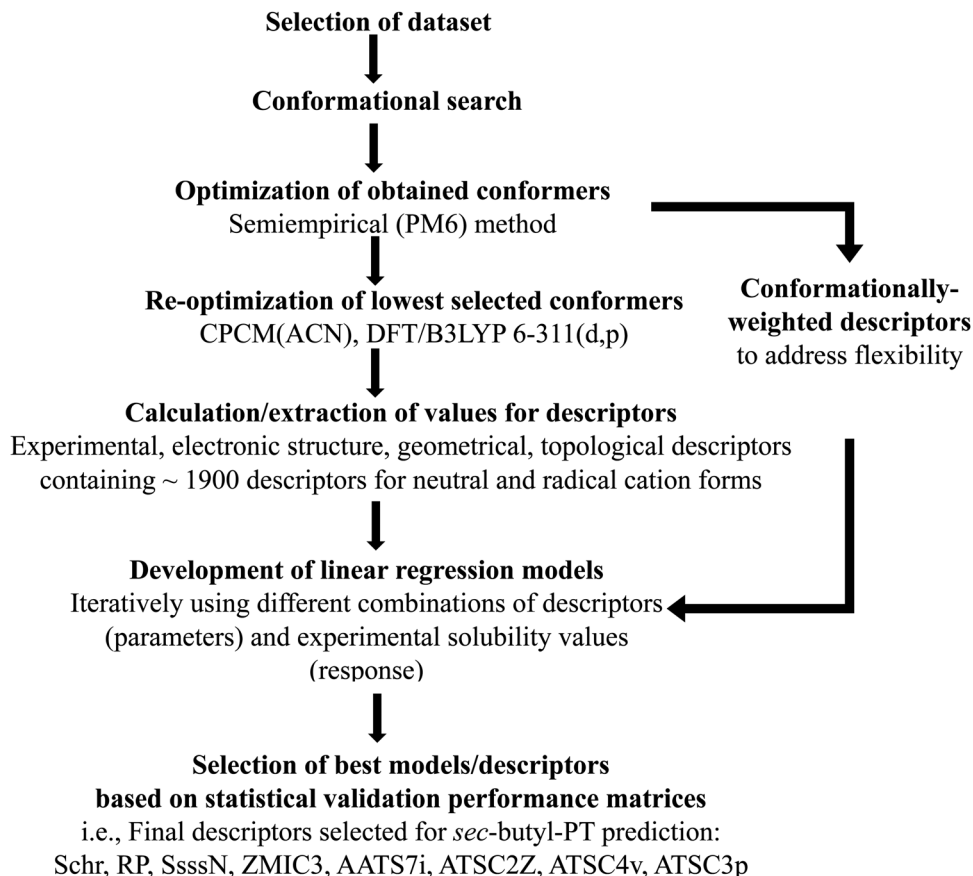 Selection of dataset
Conformational search
Optimization of obtained conformers
Semiempirical (PM6) method
Re-optimization of lowest selected conformers
CPCM(ACN), DFT/B3LYP 6-311(d,p)
Conformationally-
weighted descriptors
to address flexibility
Calculation/extraction of values for descriptors
Experimental, electronic structure, geometrical, topological descriptors
containing ~ 1900 descriptors for neutral and radical cation forms
Development of linear regression models
Iteratively using different combinations of descriptors
(parameters) and experimental solubility values
(response)
Selection of best models/descriptors
based on statistical validation performance matrices
i.e., Final descriptors selected for sec-butyl-PT prediction:
Schr, RP, SsssN, ZMIC3, AATS7i, ATSC2Z, ATSC4v, ATSC3p